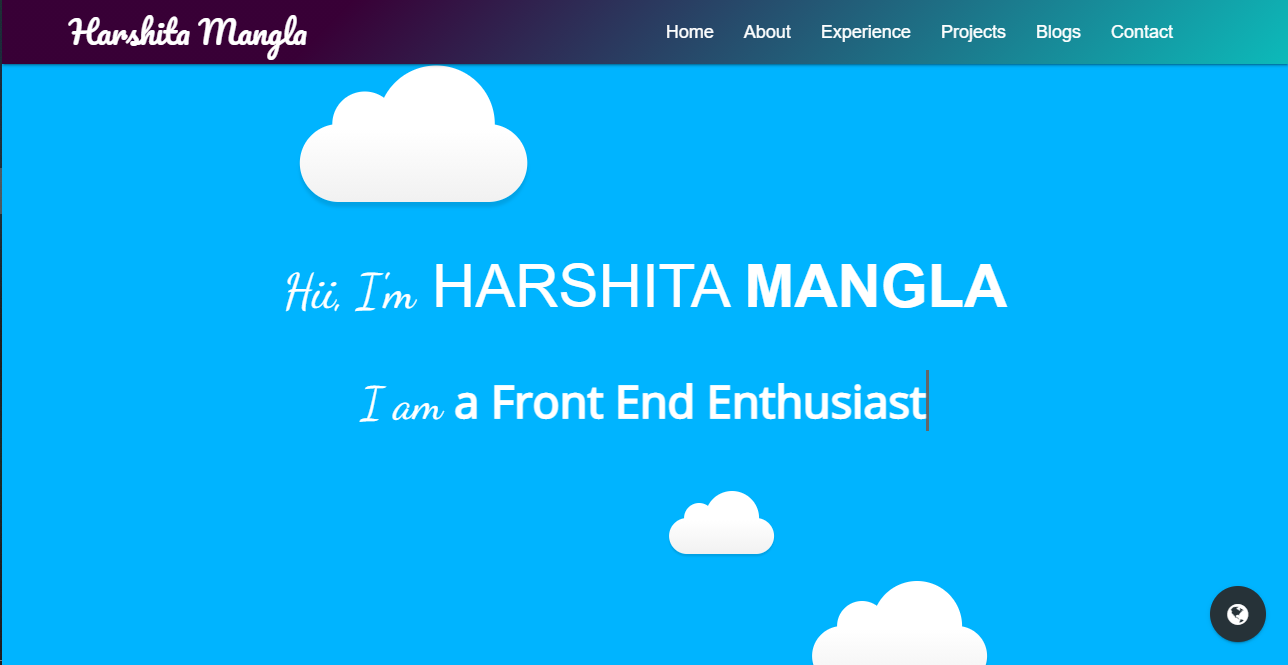 Harshita Mangla
Home About Experience Projects Blogs Contact
Hii, I'm HARSHITA MANGLA
I am a Front End Enthusiast